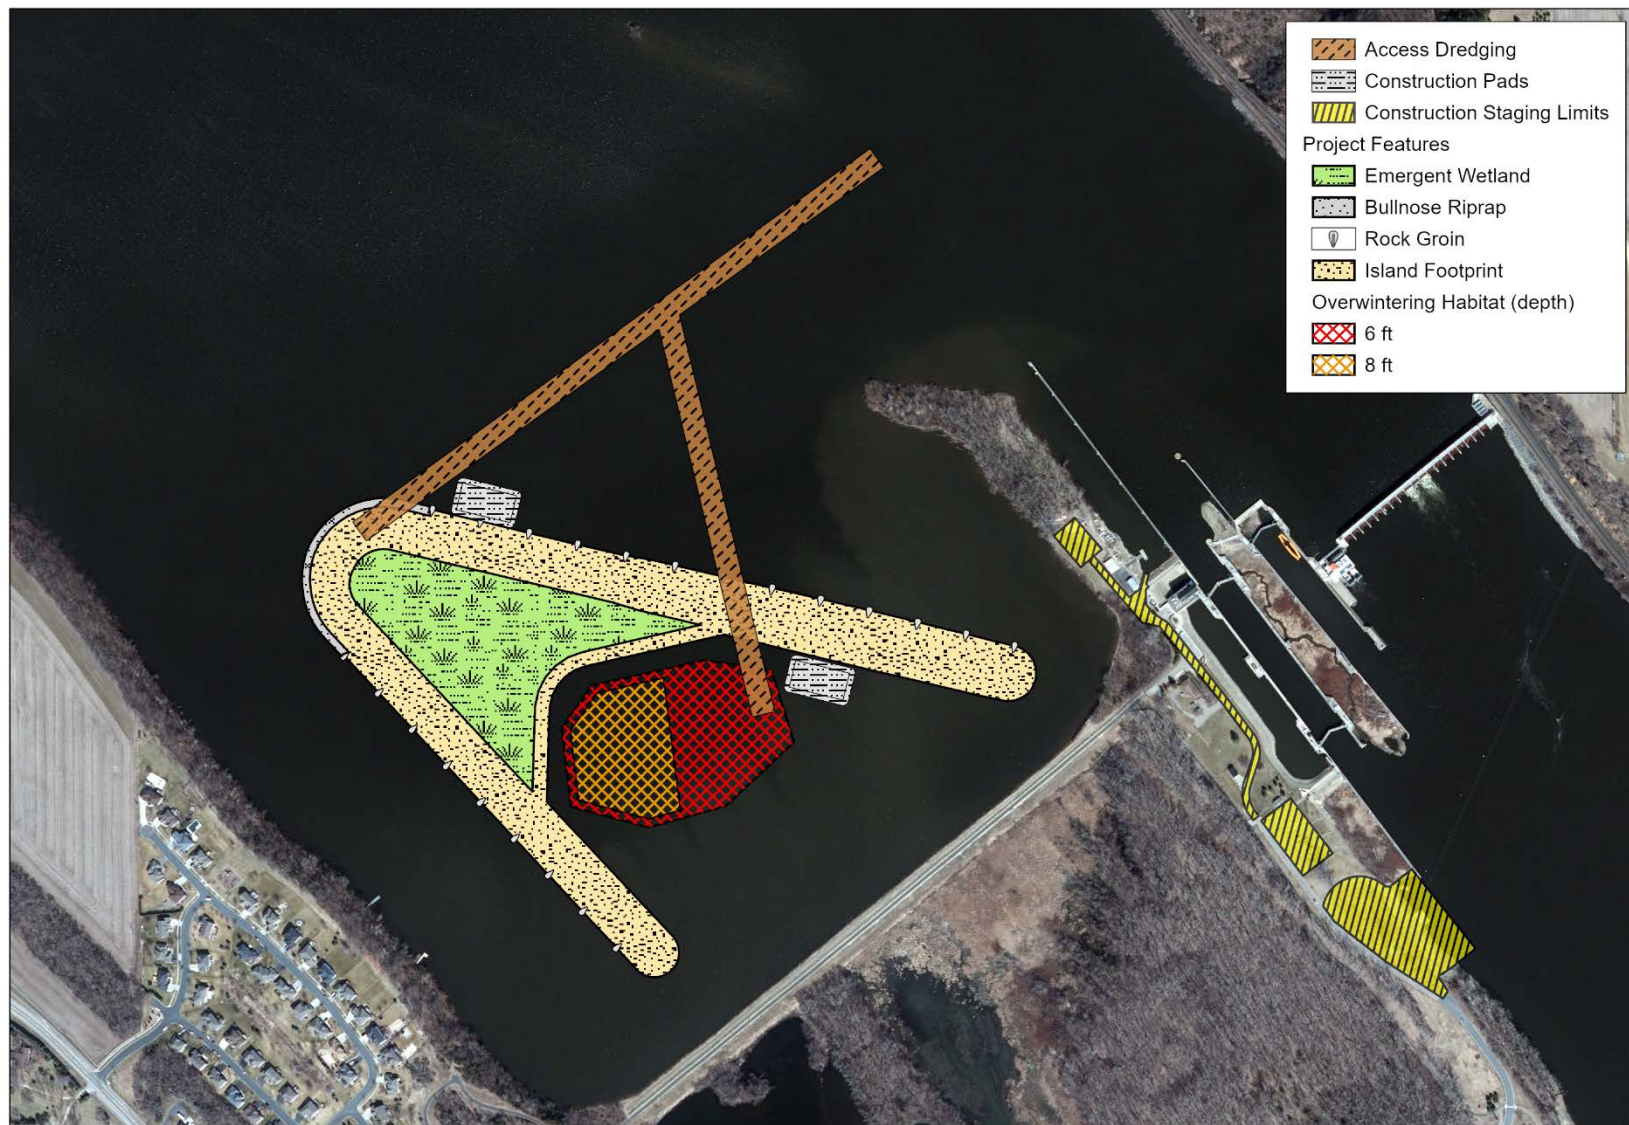 Access Dredging
Construction Pads
Construction Staging Limits
Project Features
Emergent Wetland
Bullnose Riprap
Rock Groin
Island Footprint
Overwintering Habitat (depth)
6 ft
8 ft